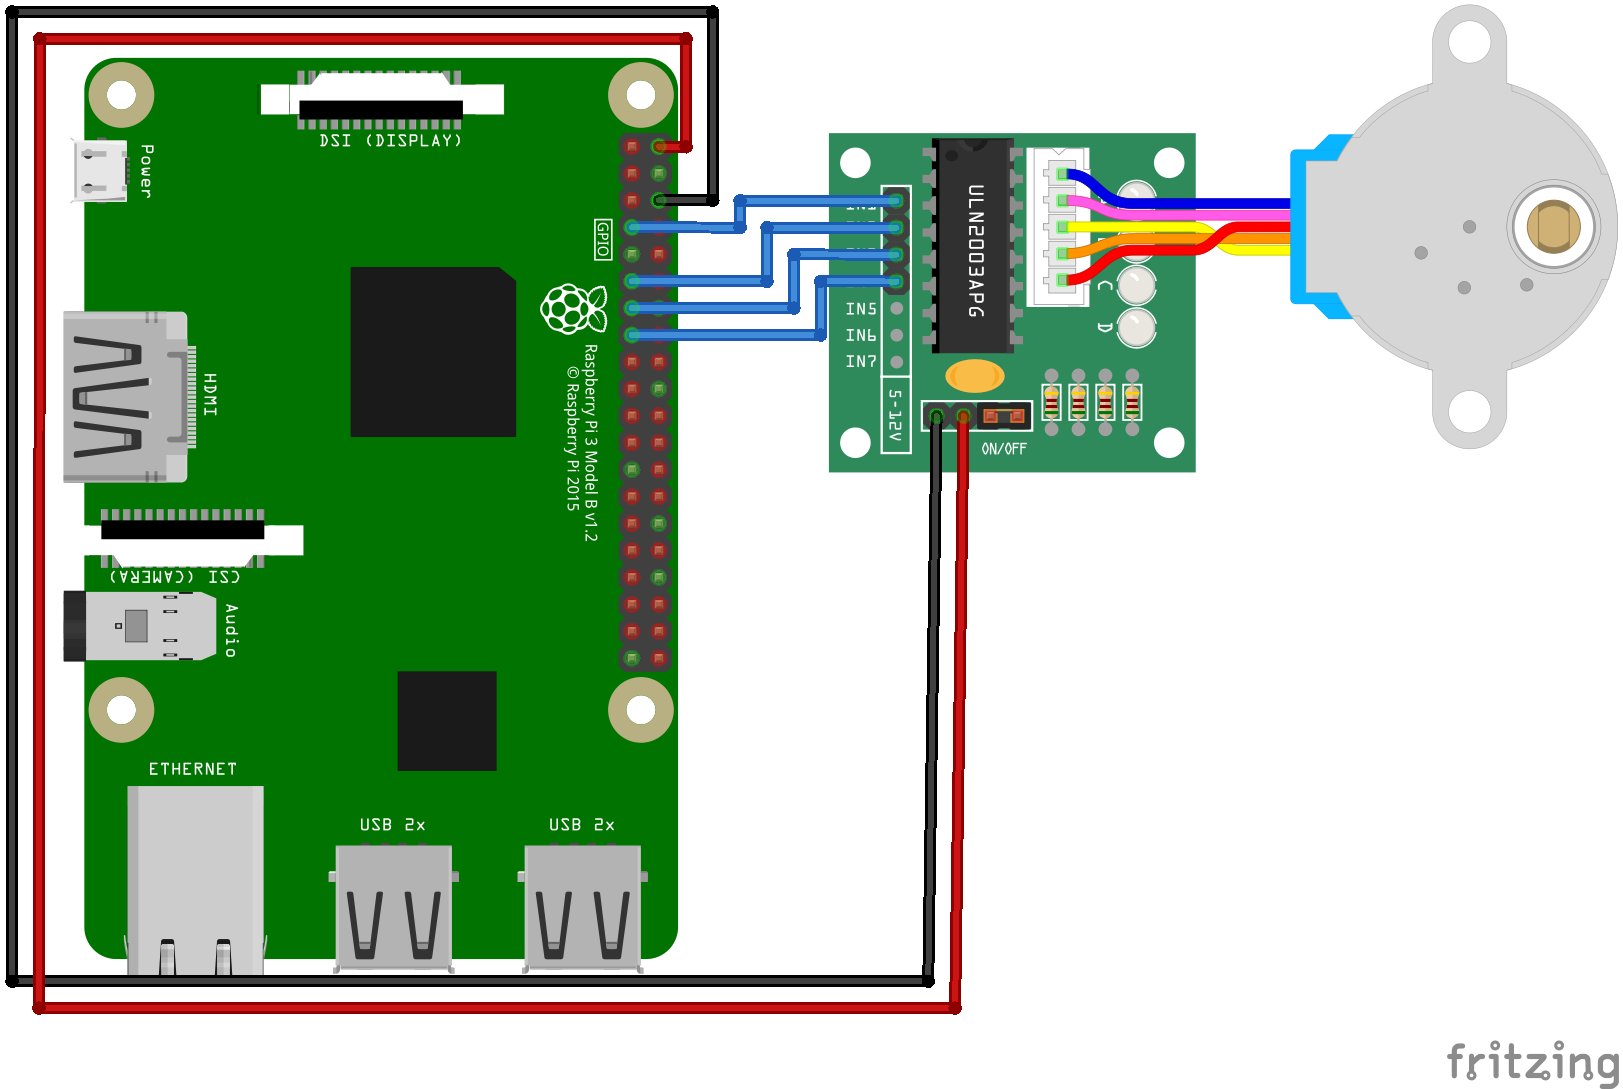 DSI (DISPLAY)
Power
GPIO
HDMI
Raspberry Pi 3 Model B v1.2
© Raspberry Pi 2015
CSI (CAMERA)
Audio
ETHERNET
USB 2x
USB 2x
ULN2003APG
IN5
IN6
IN7
5-12V
ON/OFF
C
D
fritzing